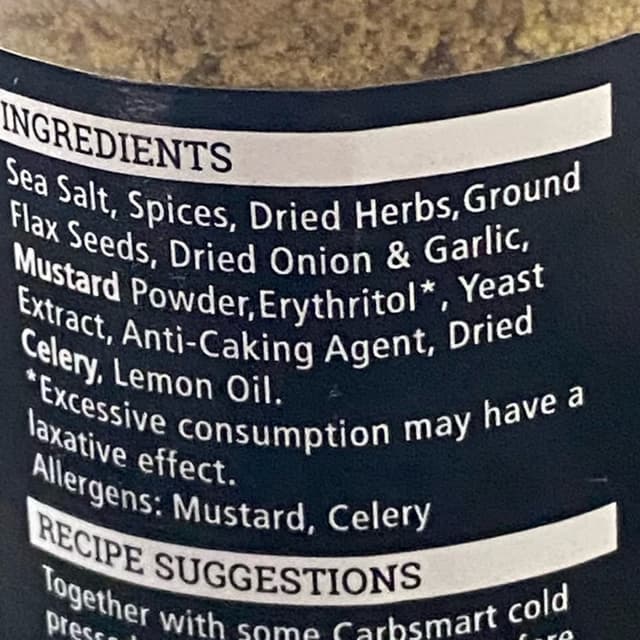 INGREDIENTS
Sea Salt, Spices, Dried Herbs, Ground
Flax Seeds, Dried Onion & Garlic,
Mustard Powder, Erythritol*, Yeast
Extract, Anti-Caking Agent, Dried
Celery, Lemon Oil.
*Excessive consumption may have a
laxative effect.
Allergens: Mustard, Celery
RECIPE SUGGESTIONS
Together with some Carbsmart cold